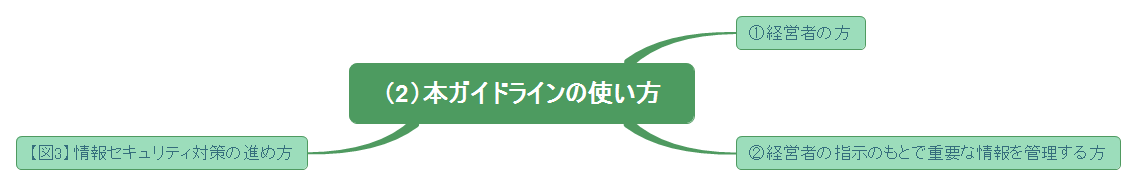 ①経営者の方
（2）本ガイドラインの使い方
【図3】情報セキュリティ対策の進め方
②経営者の指示のもとで重要な情報を管理する方